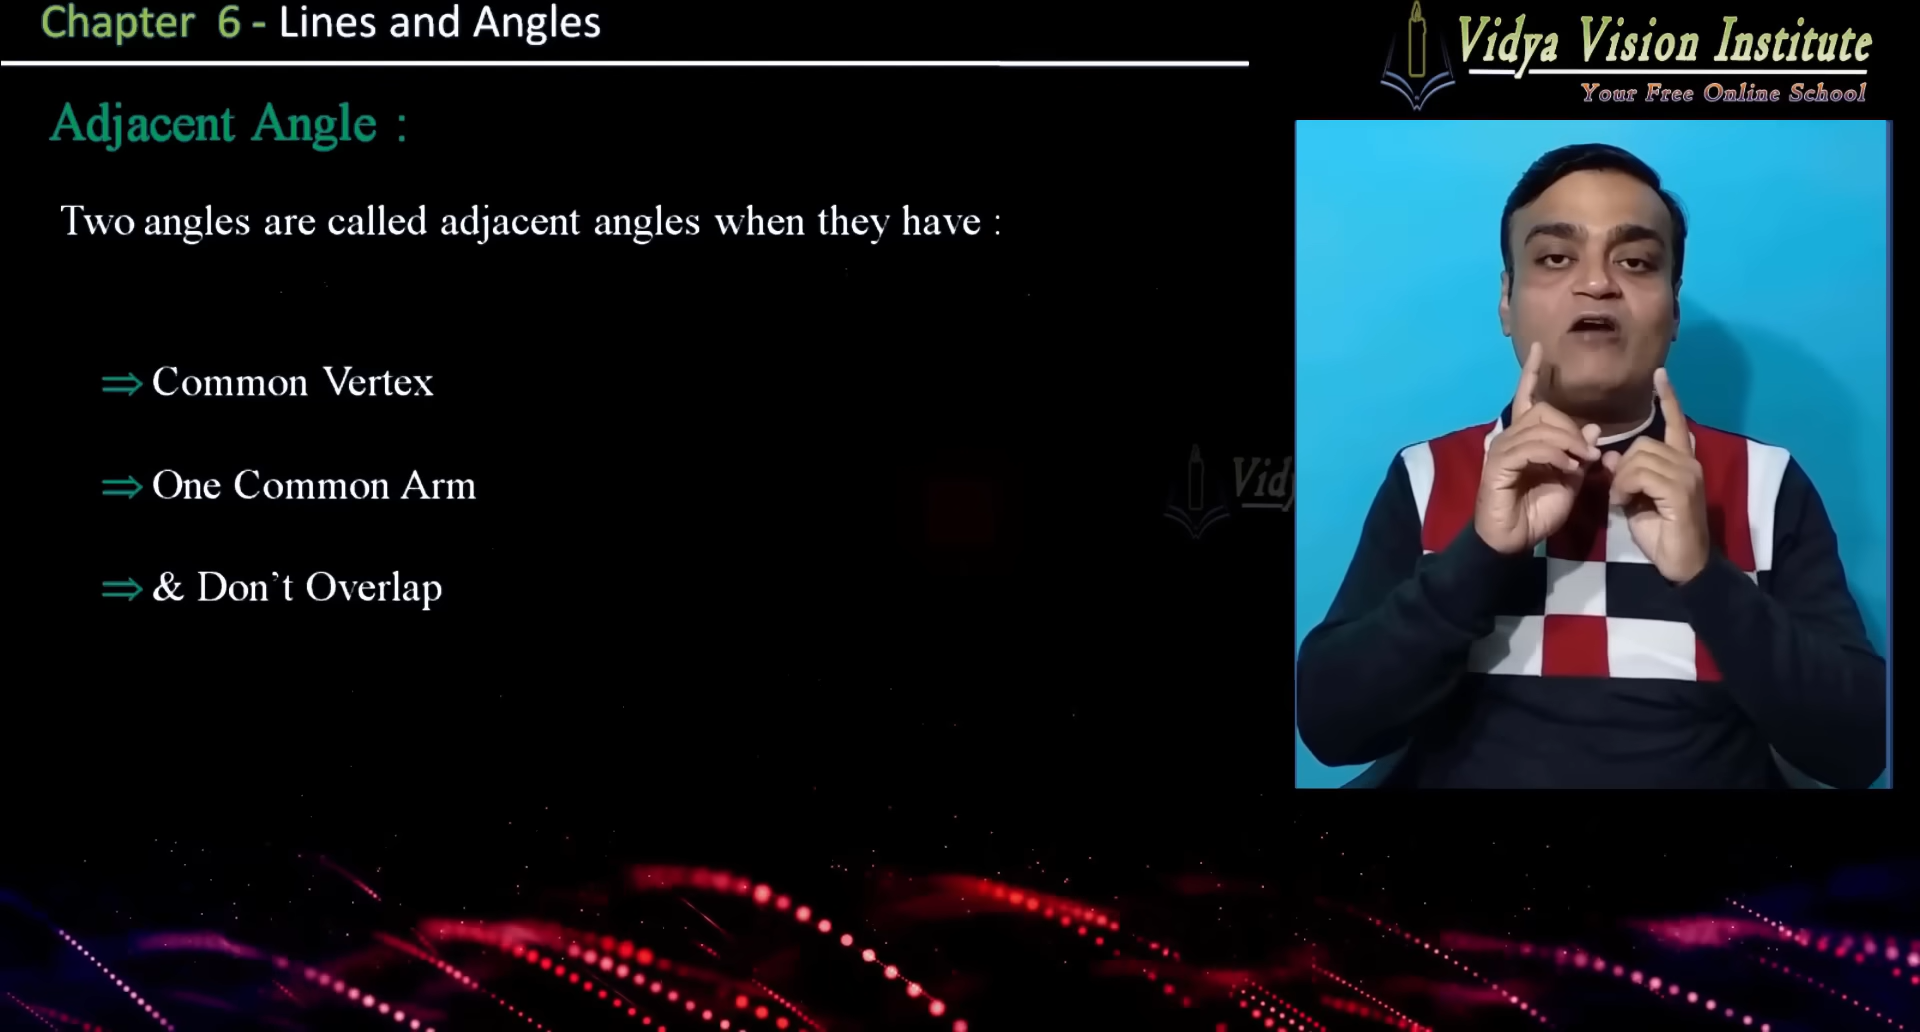 Chapter 6 - Lines and Angles
Vidya Vision Institute
Your Free Online School
Adjacent Angle :
Two angles are called adjacent angles when they have :
⇒ Common Vertex
⇒ One Common Arm
Vid
⇒ & Don't Overlap